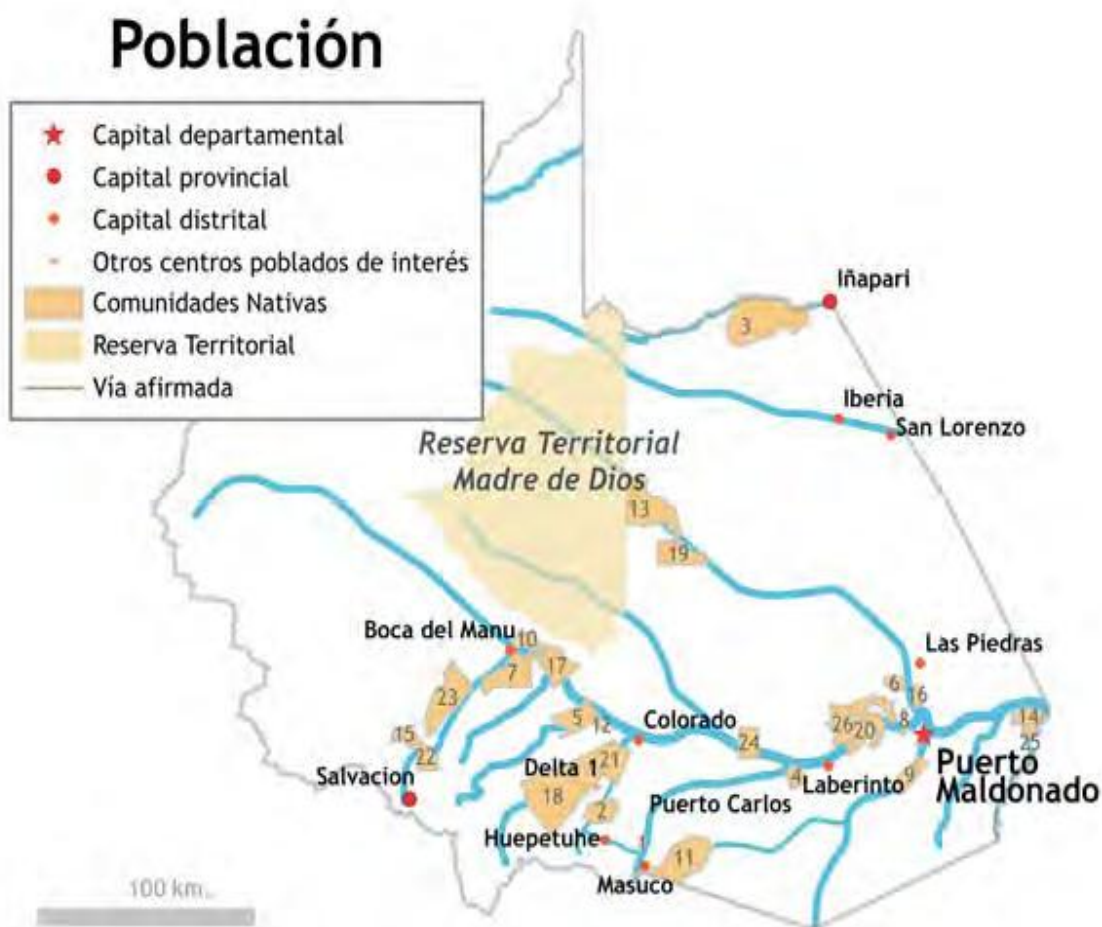 Población
Capital departamental
Capital provincial
Capital distrital
Otros centros poblados de interés
Comunidades Nativas
Reserva Territorial
Vía afirmada
Iñapari
3
Iberia
San Lorenzo
Reserva Territorial
Madre de Dios
13
19
Boca del Manu
10
7
17
23
15
22
Salvacion
5
12
Colorado
24
Delta 1
21
18
2
Puerto Carlos
4
Laberinto
Huepetuhe
1
11
Masuco
Las Piedras
6
16
26
20
8
9
14
25
Puerto
Maldonado
100 km.